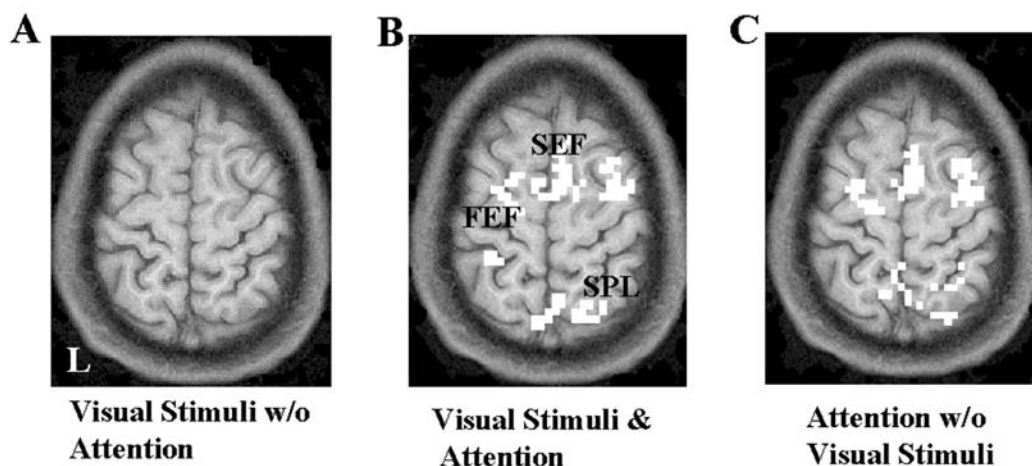 A
B
C
SEF
FEF
SPL
L
Visual Stimuli w/o
Attention
Visual Stimuli &
Attention
Attention w/o
Visual Stimuli